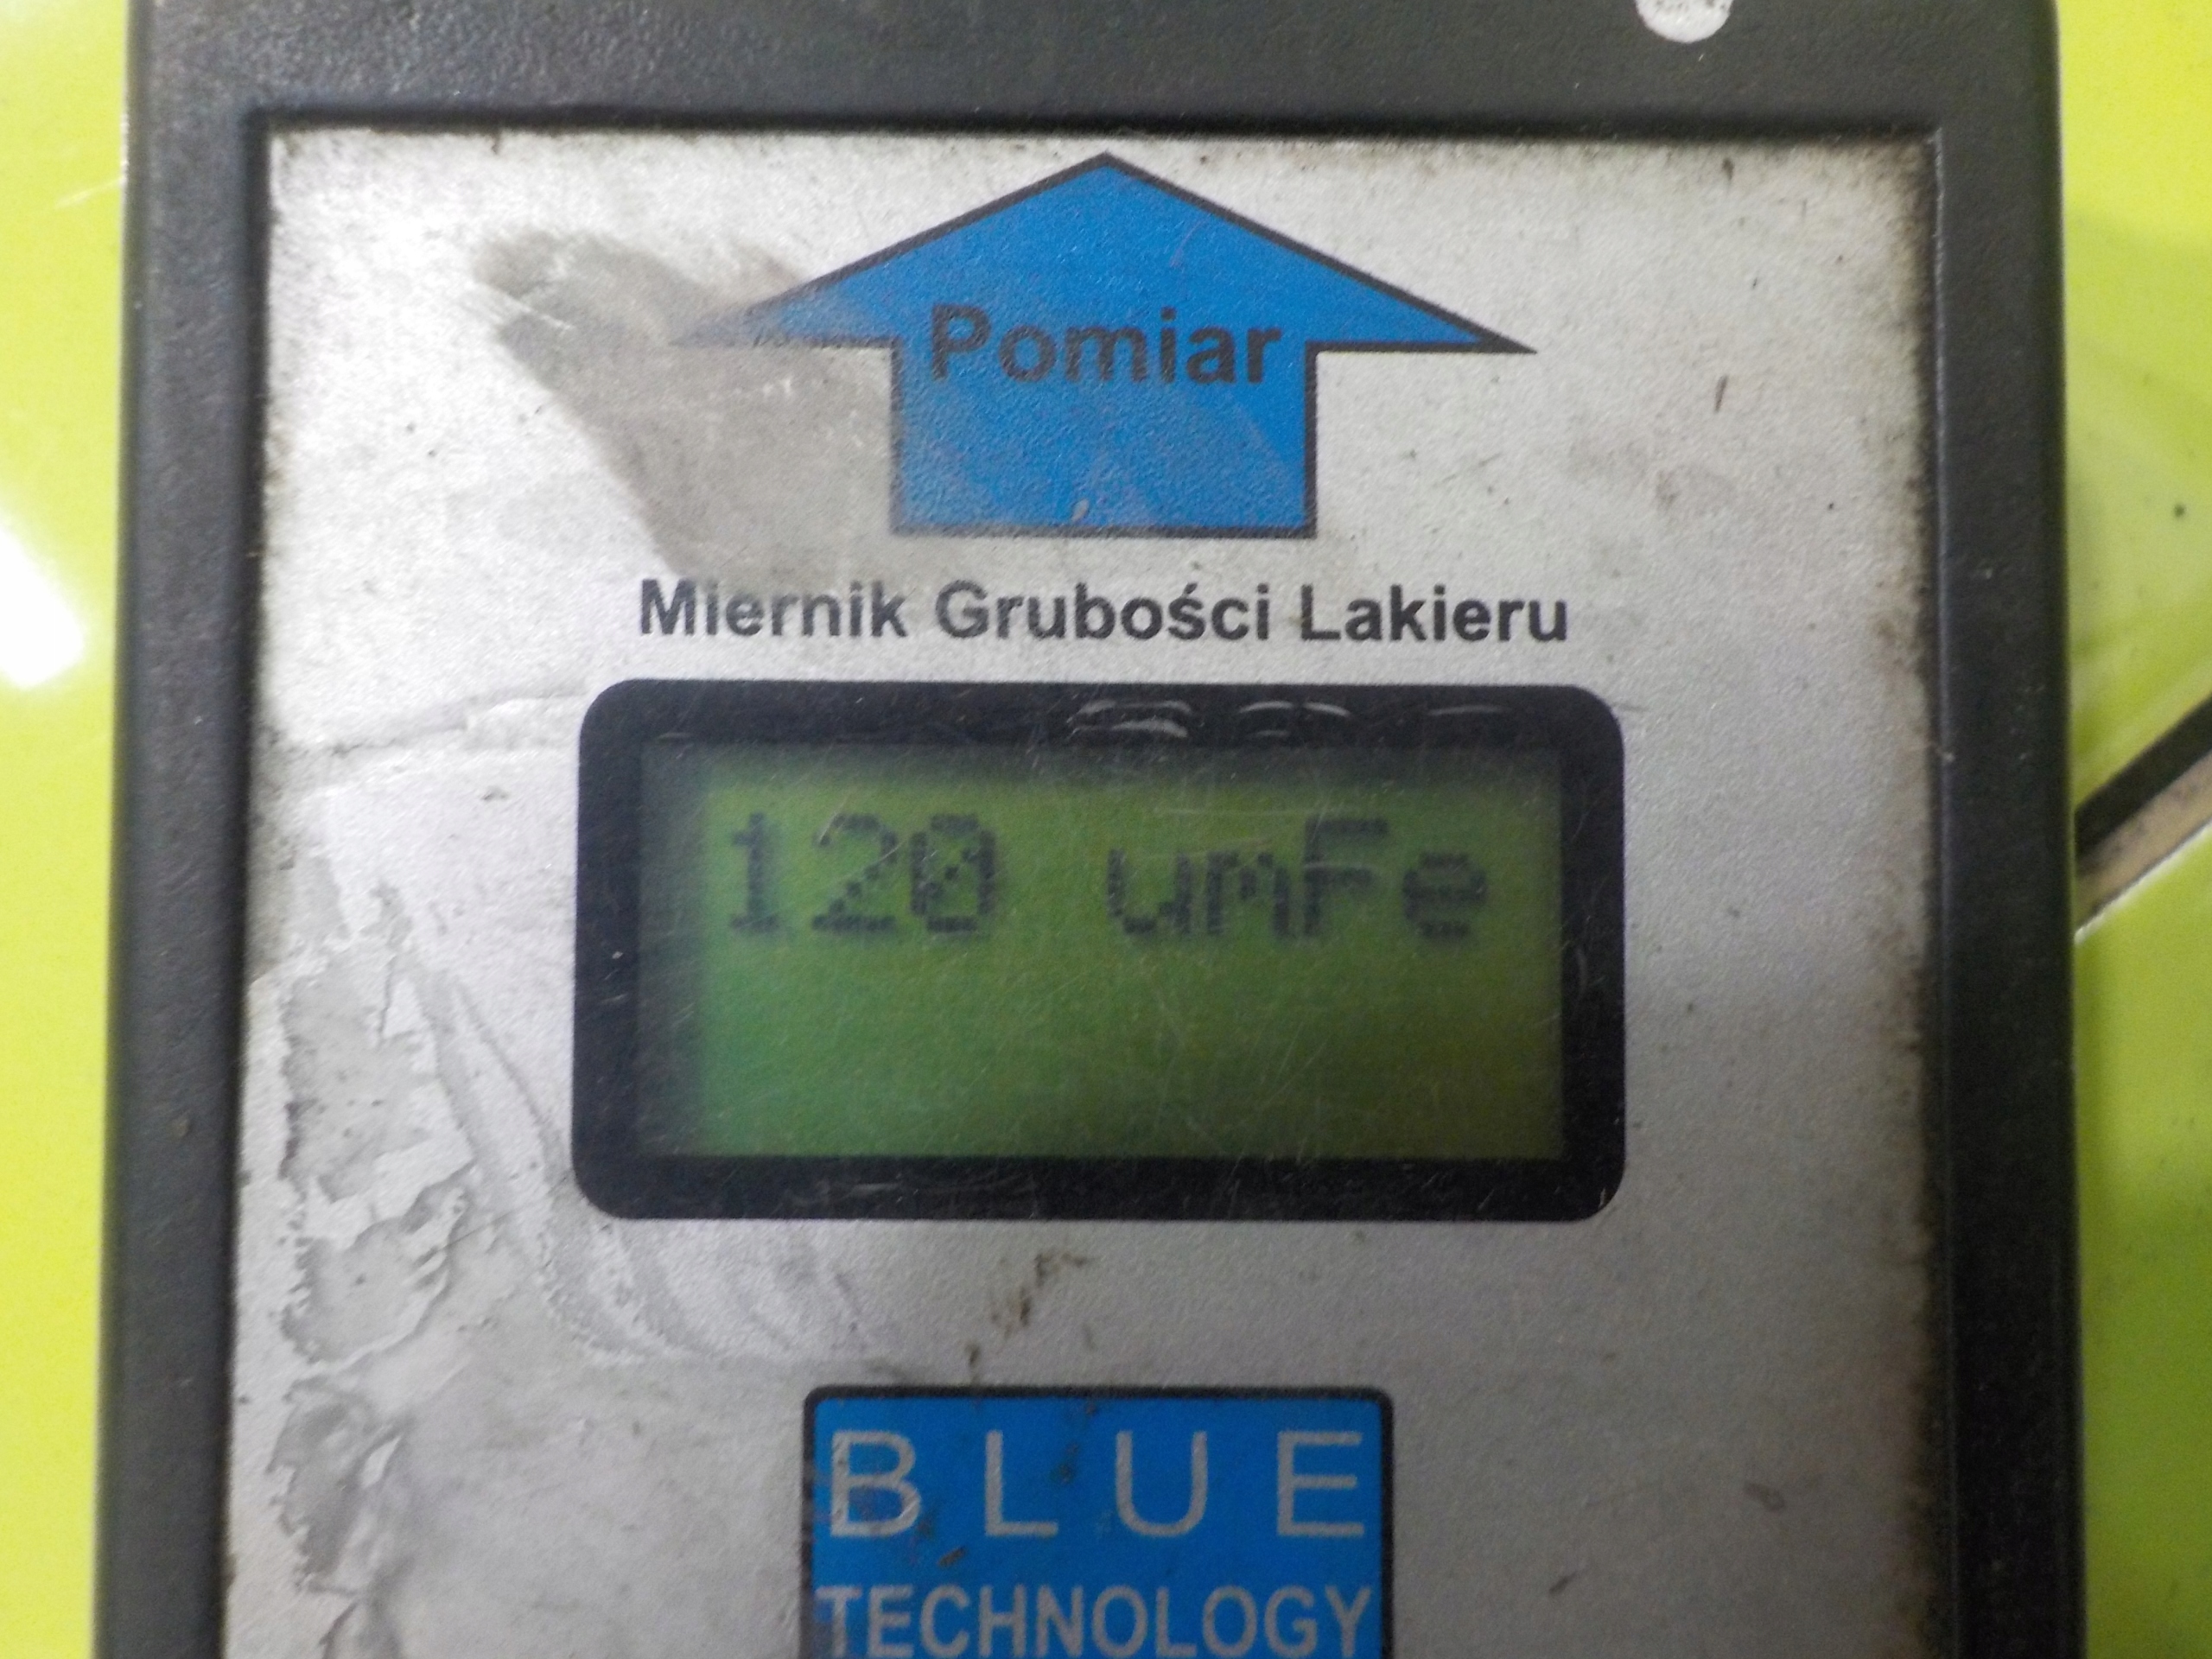 Pomiar
Miernik Grubości Lakieru
120 umFe
BLUE
TECHNOLOGY